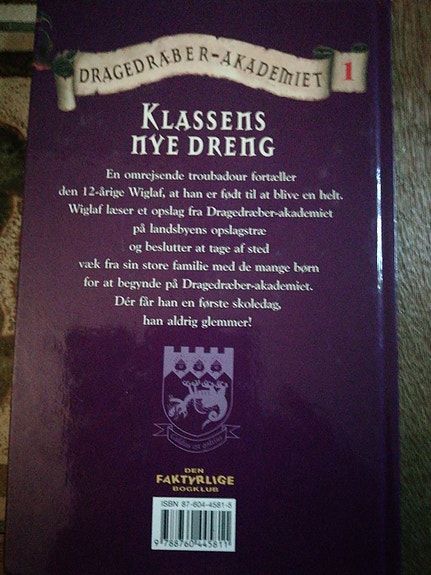 DRAGEDRÆBER-AKADEMIET
1
KLASSENS
NYE DRENG
En omrejsende troubadour fortæller
den 12-årige Wiglaf, at han er født til at blive en helt.
Wiglaf læser et opslag fra Dragedræber-akademiet
på landsbyens opslagstræ
og beslutter at tage af sted
væk fra sin store familie med de mange børn
for at begynde på Dragedræber-akademiet.
Dér får han en første skoledag,
han aldrig glemmer!
DEN
FAKTYRLIGE
BOGKLUB
ISBN 87-604-4581-8
9 788760 445811